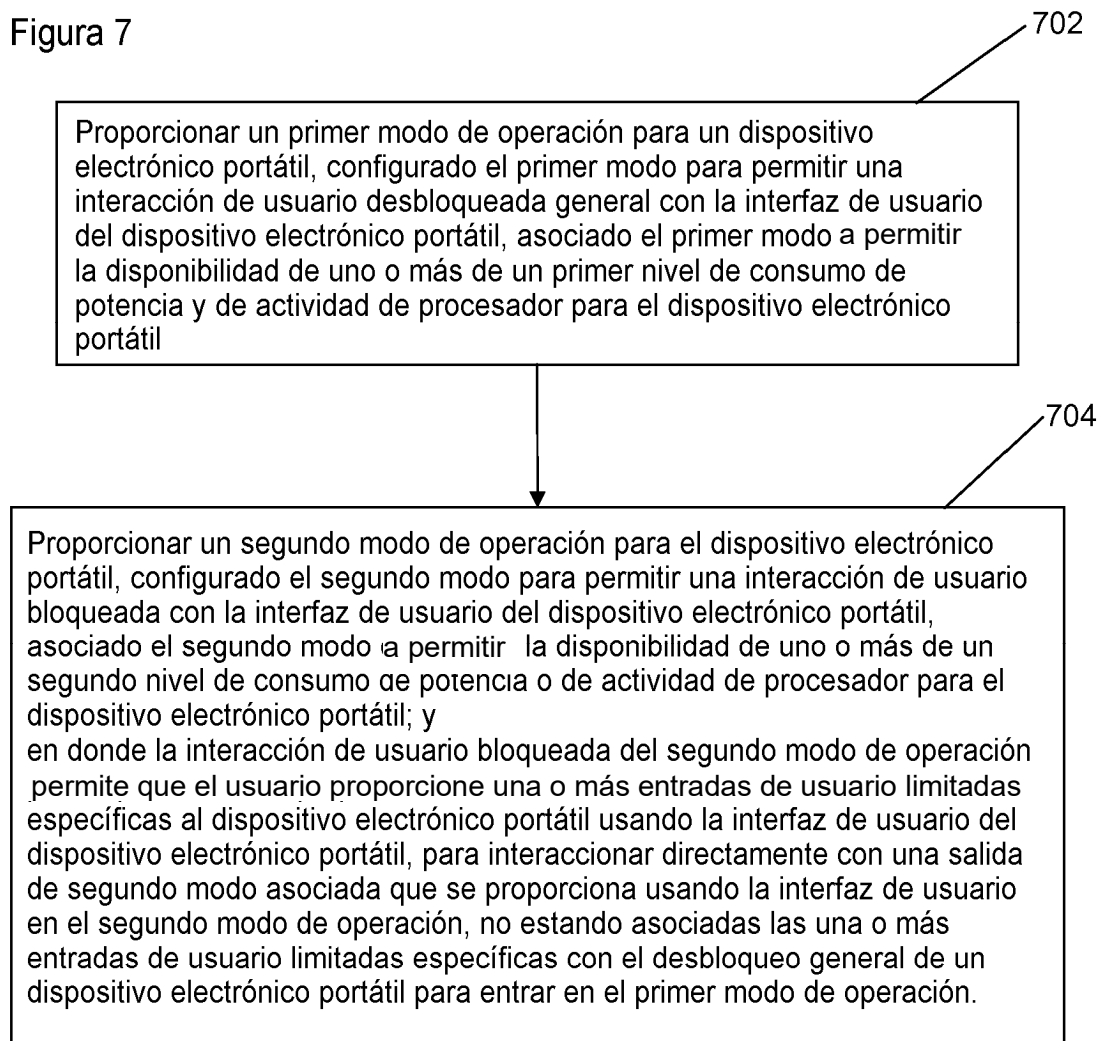 Figura 7
702
Proporcionar un primer modo de operación para un dispositivo
electrónico portátil, configurado el primer modo para permitir una
interacción de usuario desbloqueada general con la interfaz de usuario
del dispositivo electrónico portátil, asociado el primer modo a permitir
la disponibilidad de uno o más de un primer nivel de consumo de
potencia y de actividad de procesador para el dispositivo electrónico
portátil
704
Proporcionar un segundo modo de operación para el dispositivo electrónico
portátil, configurado el segundo modo para permitir una interacción de usuario
bloqueada con la interfaz de usuario del dispositivo electrónico portátil,
asociado el segundo modo a permitir la disponibilidad de uno o más de un
segundo nivel de consumo de potencia o de actividad de procesador para el
dispositivo electrónico portátil; y
en donde la interacción de usuario bloqueada del segundo modo de operación
permite que el usuario proporcione una o más entradas de usuario limitadas
específicas al dispositivo electrónico portátil usando la interfaz de usuario del
dispositivo electrónico portátil, para interaccionar directamente con una salida
de segundo modo asociada que se proporciona usando la interfaz de usuario
en el segundo modo de operación, no estando asociadas las una o más
entradas de usuario limitadas específicas con el desbloqueo general de un
dispositivo electrónico portátil para entrar en el primer modo de operación.